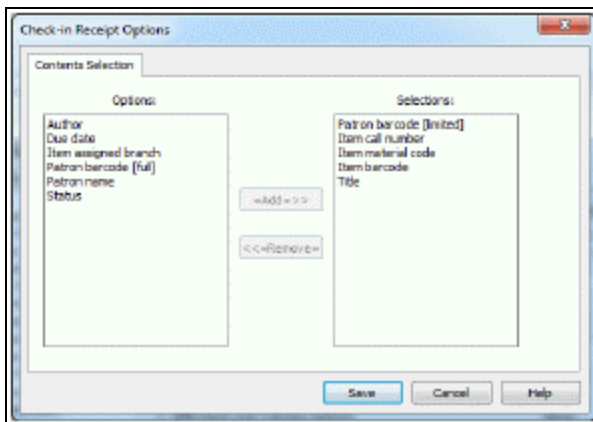 Check-in Receipt Options
Contents Selection
Options:
Selections:
Author
Due date
Item assigned branch
Patron barcode [full]
Patron name
Status
=Add=>>
<<=Remove=
Patron barcode [limited]
Item call number
Item material code
Item barcode
Title
Save
Cancel
Help